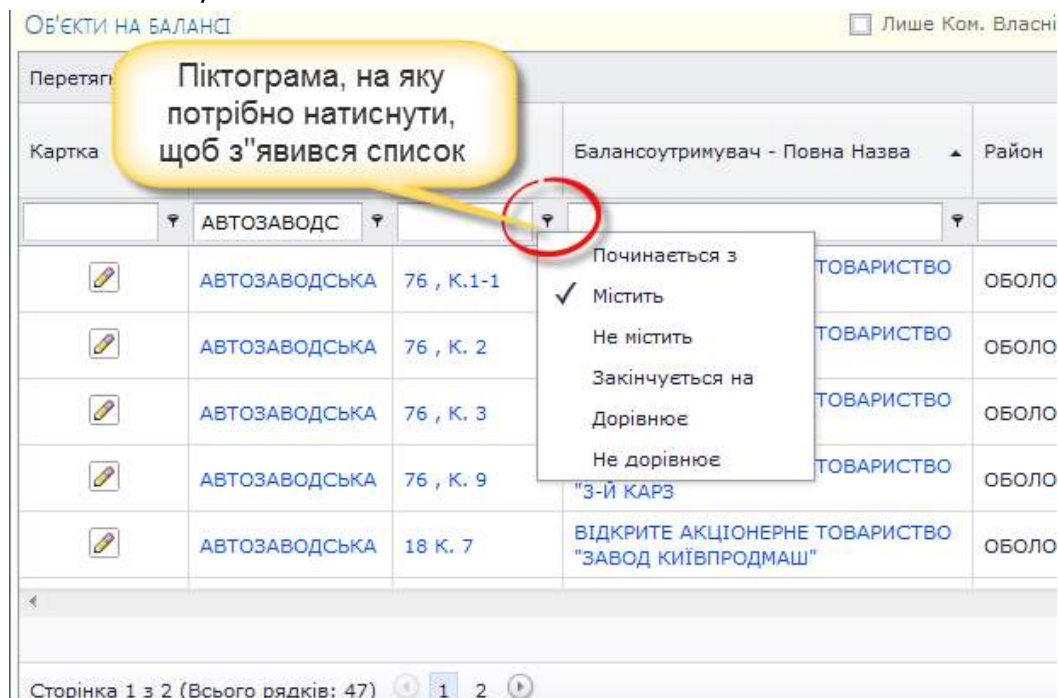 ОБ'ЄКТИ НА БАЛАНСІ Лише Ком. Власні
Перетягн
Піктограма, на яку
потрібно натиснути,
щоб з"явився список
Картка Балансоутримувач - Повна Назва Район
АВТОЗАВОДС
Починається з
Містить
Не містить
Закінчується на
Дорівнює
Не дорівнює
АВТОЗАВОДСЬКА 76 , К.1-1 ТОВАРИСТВО ОБОЛО
АВТОЗАВОДСЬКА 76 , К. 2 ТОВАРИСТВО ОБОЛО
АВТОЗАВОДСЬКА 76 , К. 3 ТОВАРИСТВО ОБОЛО
АВТОЗАВОДСЬКА 76 , К. 9 ТОВАРИСТВО ОБОЛО
"3-Й КАРЗ
АВТОЗАВОДСЬКА 18 К. 7 ВІДКРИТЕ АКЦІОНЕРНЕ ТОВАРИСТВО ОБОЛО
"ЗАВОД КИЇВПРОДМАШ"
Сторінка 1 з 2 (Всього рядків: 47) 1 2